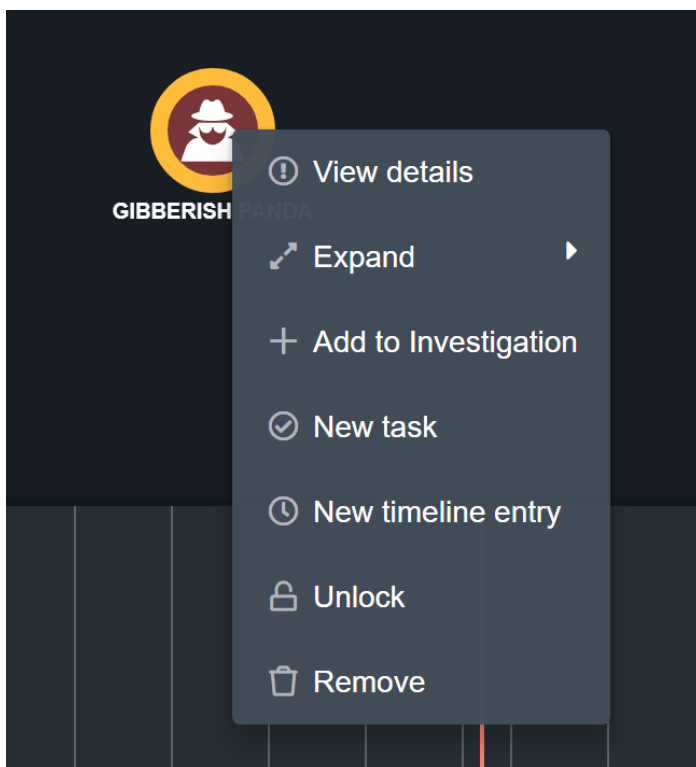 GIBBERISH PANDA
View details
Expand
Add to Investigation
New task
New timeline entry
Unlock
Remove